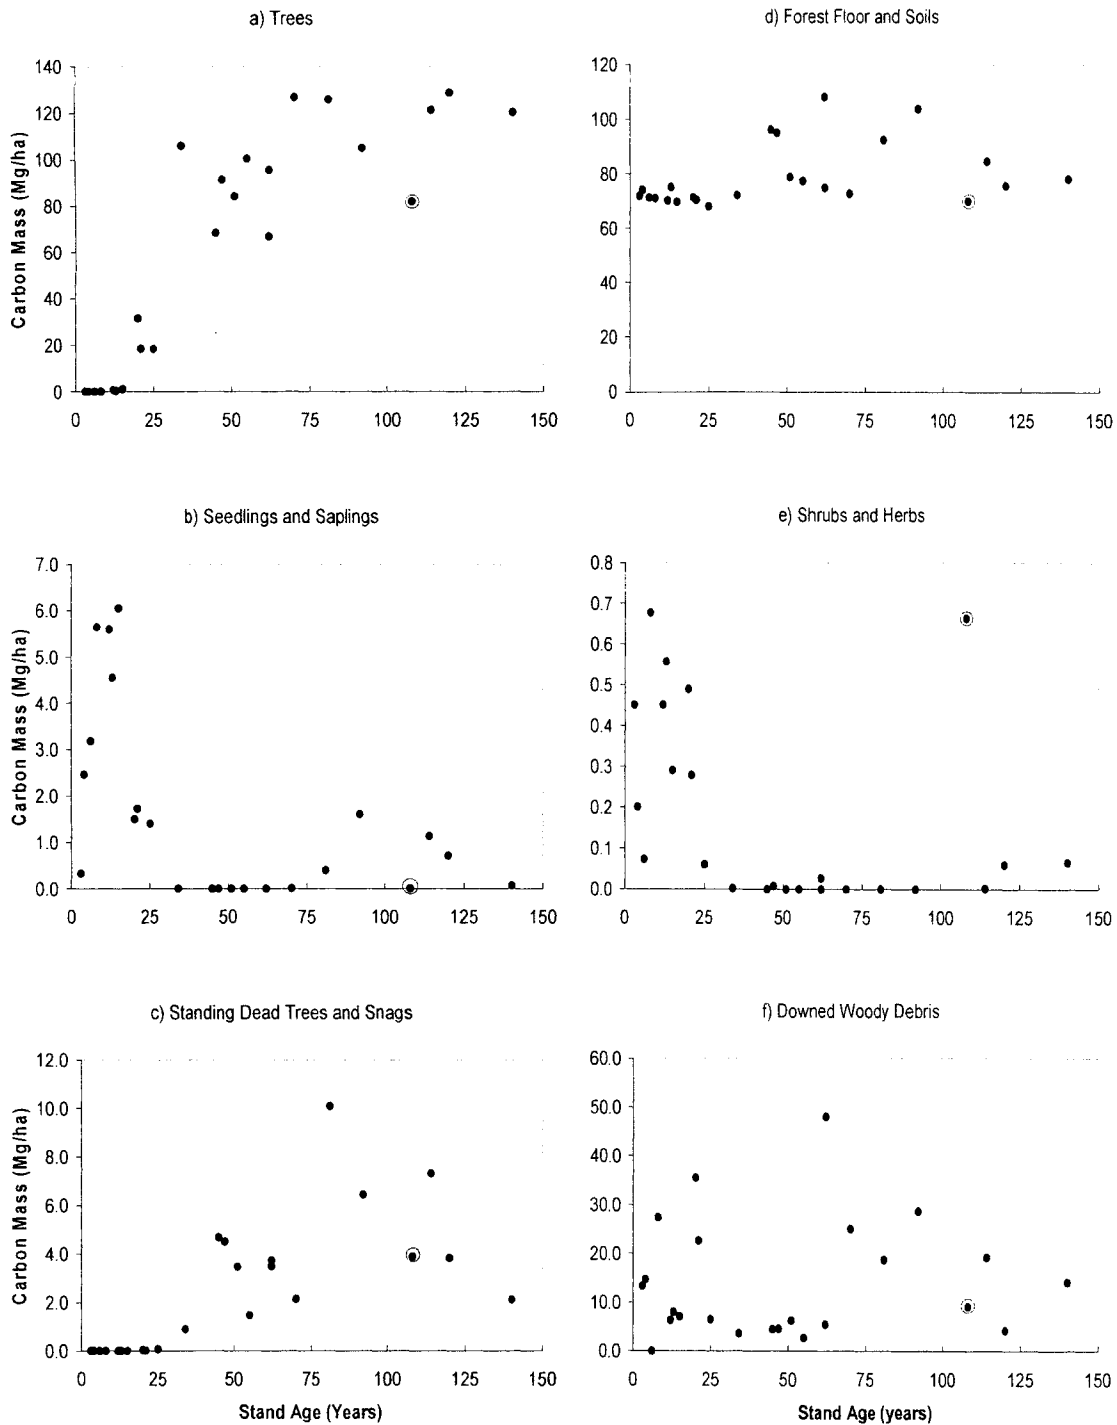 a) Trees
Carbon Mass (Mg/ha)
140
120
100
80
60
40
20
0
0 25 50 75 100 125 150
d) Forest Floor and Soils
120
100
80
60
40
20
0
0 25 50 75 100 125 150
b) Seedlings and Saplings
Carbon Mass (Mg/ha)
7.0
6.0
5.0
4.0
3.0
2.0
1.0
0.0
0 25 50 75 100 125 150
e) Shrubs and Herbs
0.8
0.7
0.6
0.5
0.4
0.3
0.2
0.1
0.0
0 25 50 75 100 125 150
c) Standing Dead Trees and Snags
Carbon Mass (Mg/ha)
12.0
10.0
8.0
6.0
4.0
2.0
0.0
0 25 50 75 100 125 150
Stand Age (Years)
f) Downed Woody Debris
60.0
50.0
40.0
30.0
20.0
10.0
0.0
0 25 50 75 100 125 150
Stand Age (years)